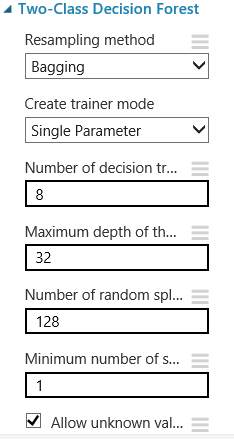 Two-Class Decision Forest
Resampling method
Bagging
Create trainer mode
Single Parameter
Number of decision tr...
8
Maximum depth of th...
32
Number of random spl...
128
Minimum number of s...
1
Allow unknown val...